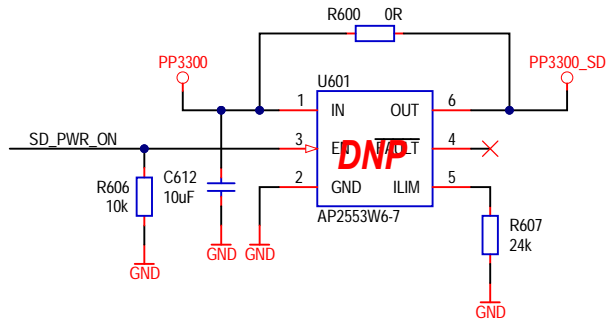 R600 0R
PP3300
PP3300_SD
U601
1 IN OUT 6
SD_PWR_ON
3 EN FAULT 4
DNP
2 GND ILIM 5
C612
10uF
R606
10k
AP2553W6-7
R607
24k
GND
GND
GND
GND